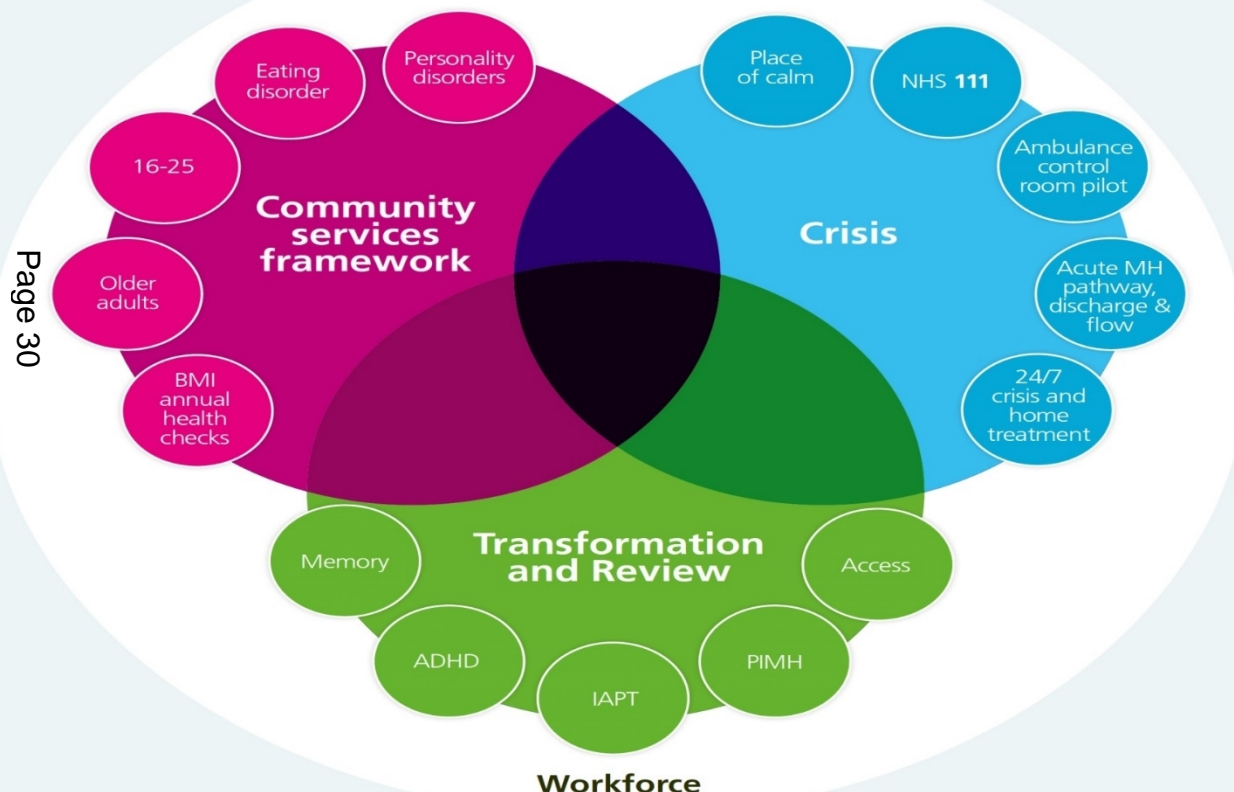 Personality
disorders
Eating
disorder
16-25
Older
adults
BMI
annual
health
checks
Community
services
framework
Place
of calm
NHS 111
Ambulance
control
room pilot
Acute MH
pathway,
discharge &
flow
24/7
crisis and
home
treatment
Crisis
Transformation
and Review
Memory
ADHD
IAPT
PIMH
Access
Workforce
Page 30